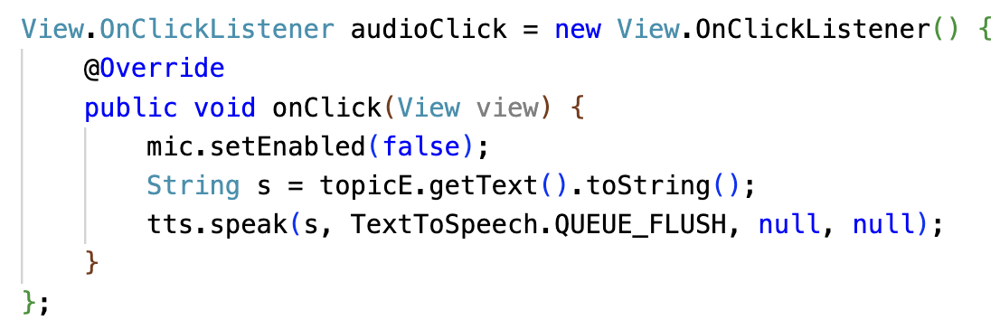 View.OnClickListener audioClick = new View.OnClickListener() {
    @Override
    public void onClick(View view) {
        mic.setEnabled(false);
        String s = topicE.getText().toString();
        tts.speak(s, TextToSpeech.QUEUE_FLUSH, null, null);
    }
};